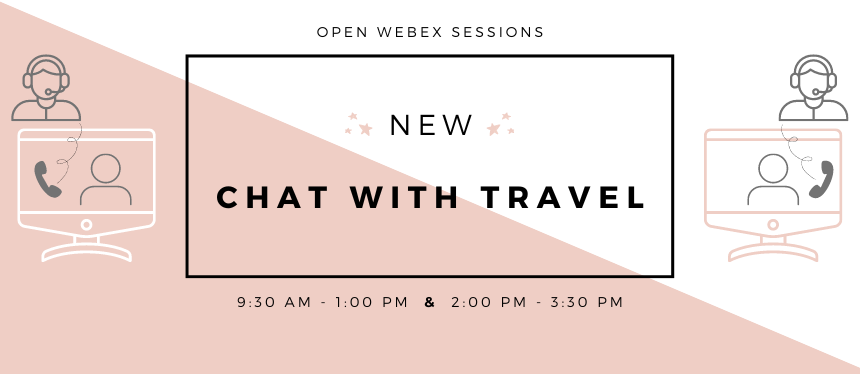 OPEN WEBEX SESSIONS
NEW
CHAT WITH TRAVEL
9:30 AM - 1:00 PM & 2:00 PM - 3:30 PM